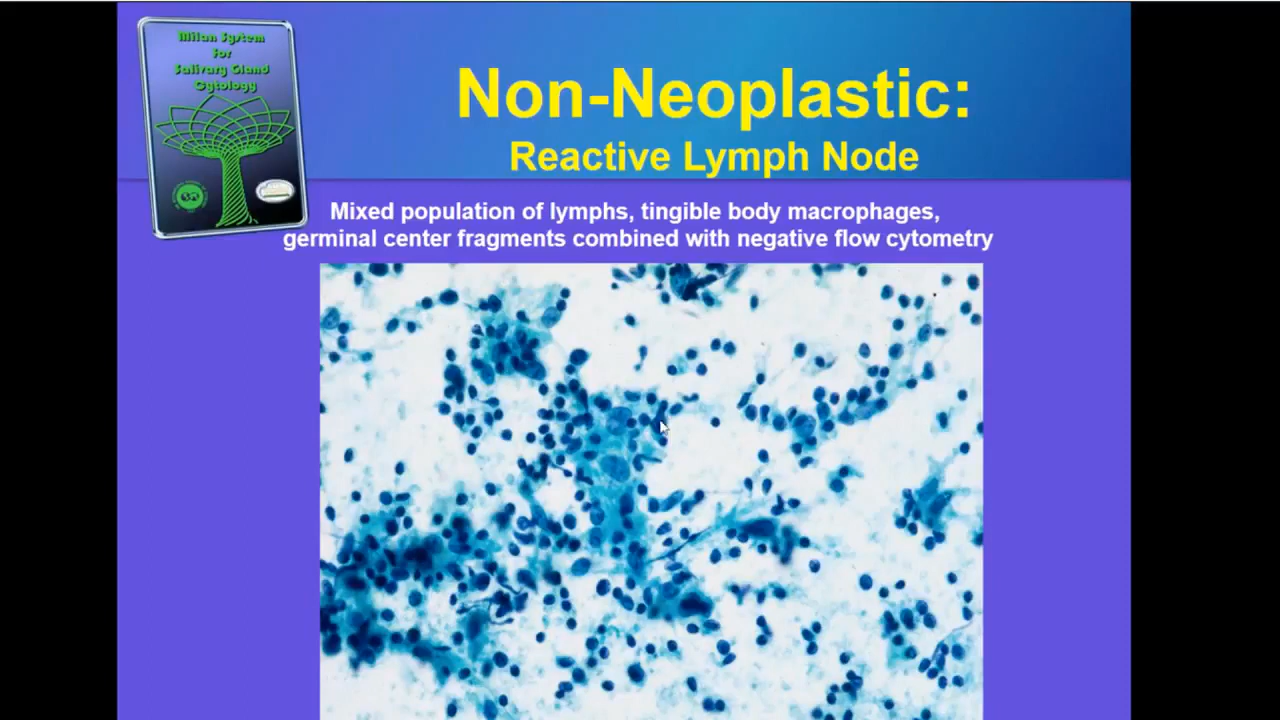 Milan System
For
Salivary Gland
Cytology
Non-Neoplastic:
Reactive Lymph Node
Mixed population of lymphs, tingible body macrophages,
germinal center fragments combined with negative flow cytometry